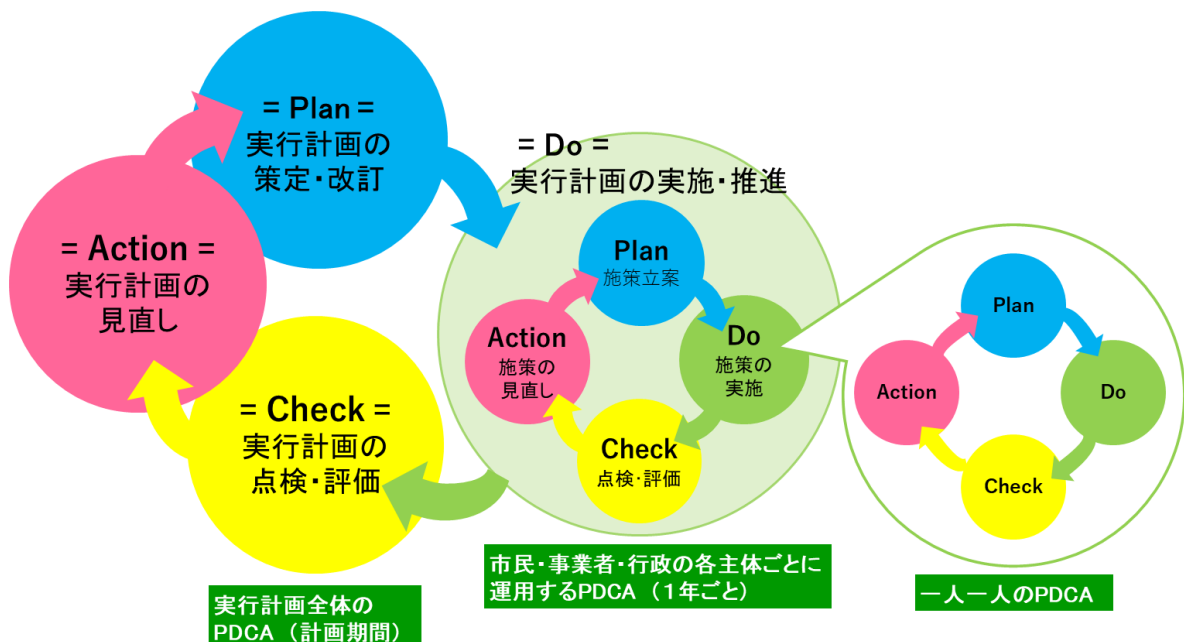 = Plan =
実行計画の
策定・改訂
= Do =
実行計画の実施・推進
= Action =
実行計画の
見直し
= Check =
実行計画の
点検・評価
Plan
施策立案
Do
施策の
実施
Check
点検・評価
Action
施策の
見直し
Plan
Do
Check
Action
実行計画全体の
PDCA（計画期間）
市民・事業者・行政の各主体ごとに
運用するPDCA（１年ごと）
一人一人のPDCA